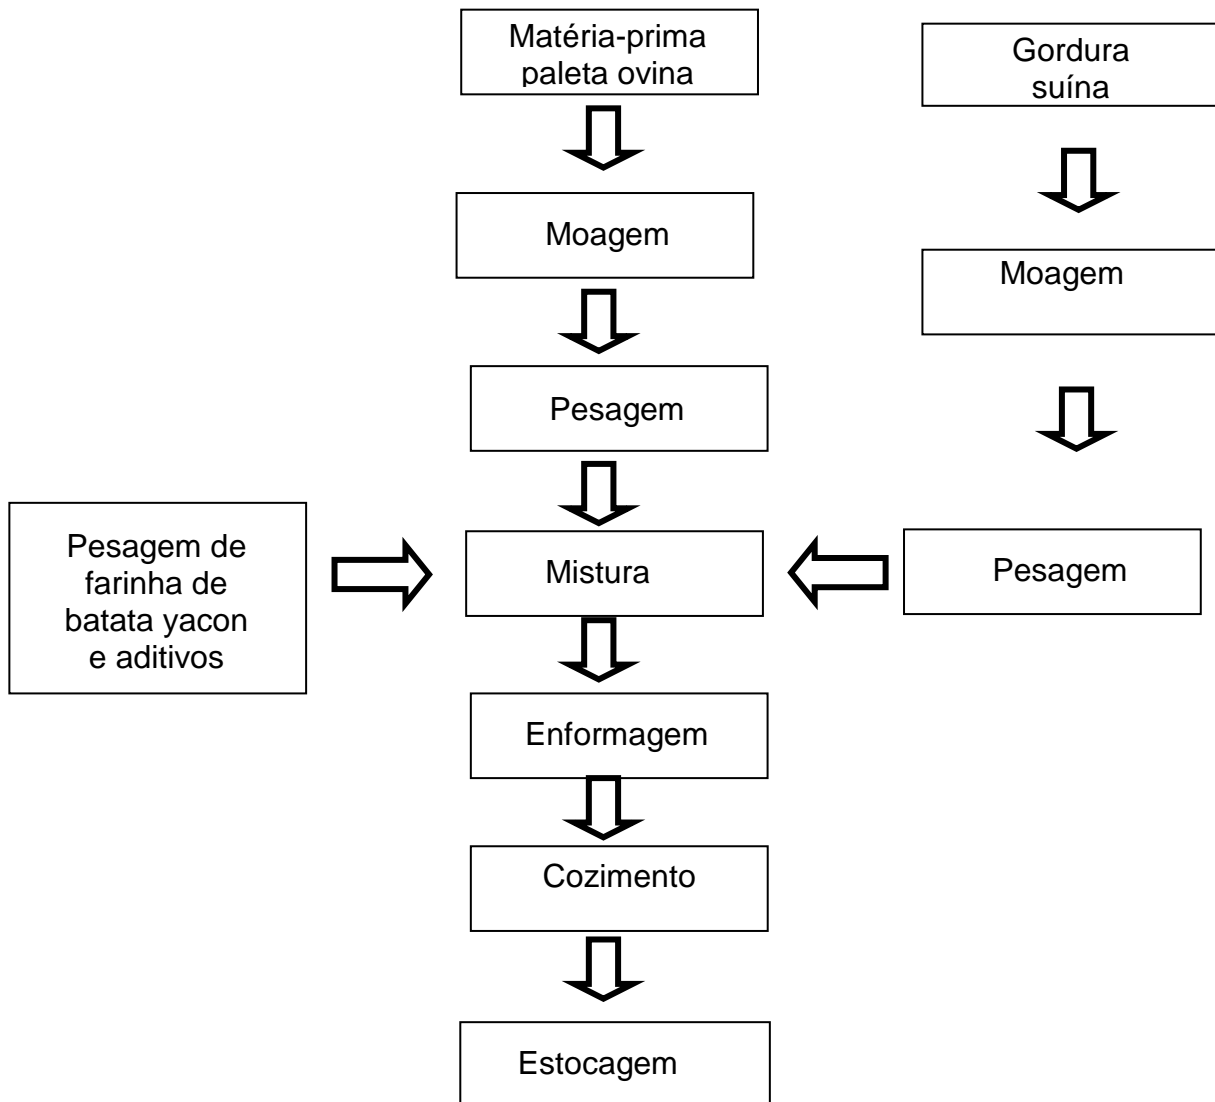 Matéria-prima
paleta ovina
Gordura
suína
Moagem
Moagem
Pesagem
Pesagem de
farinha de
batata yacon
e aditivos
Mistura
Pesagem
Enformagem
Cozimento
Estocagem